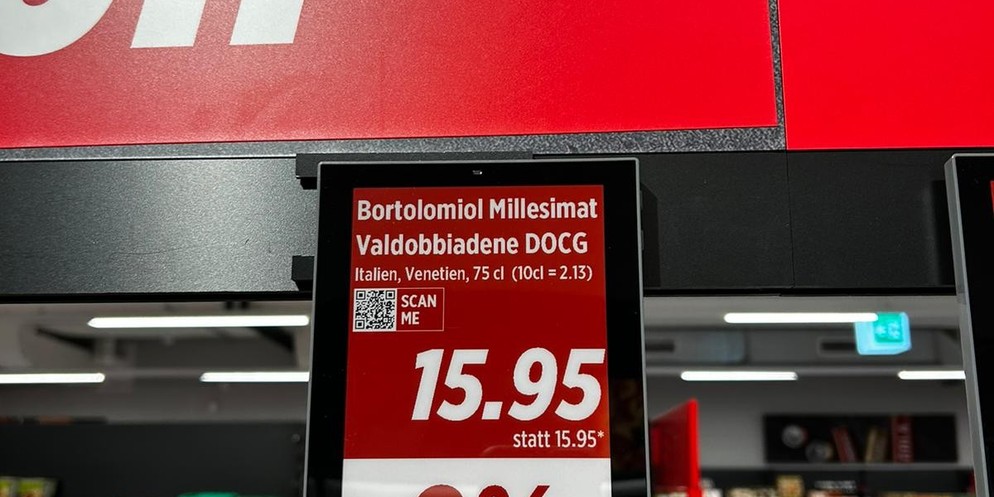 Bortolomiol Millesimat
Valdobbiadene DOCG
Italien, Venetien, 75 cl (10cl = 2.13)
SCAN
ME
15.95
statt 15.95*